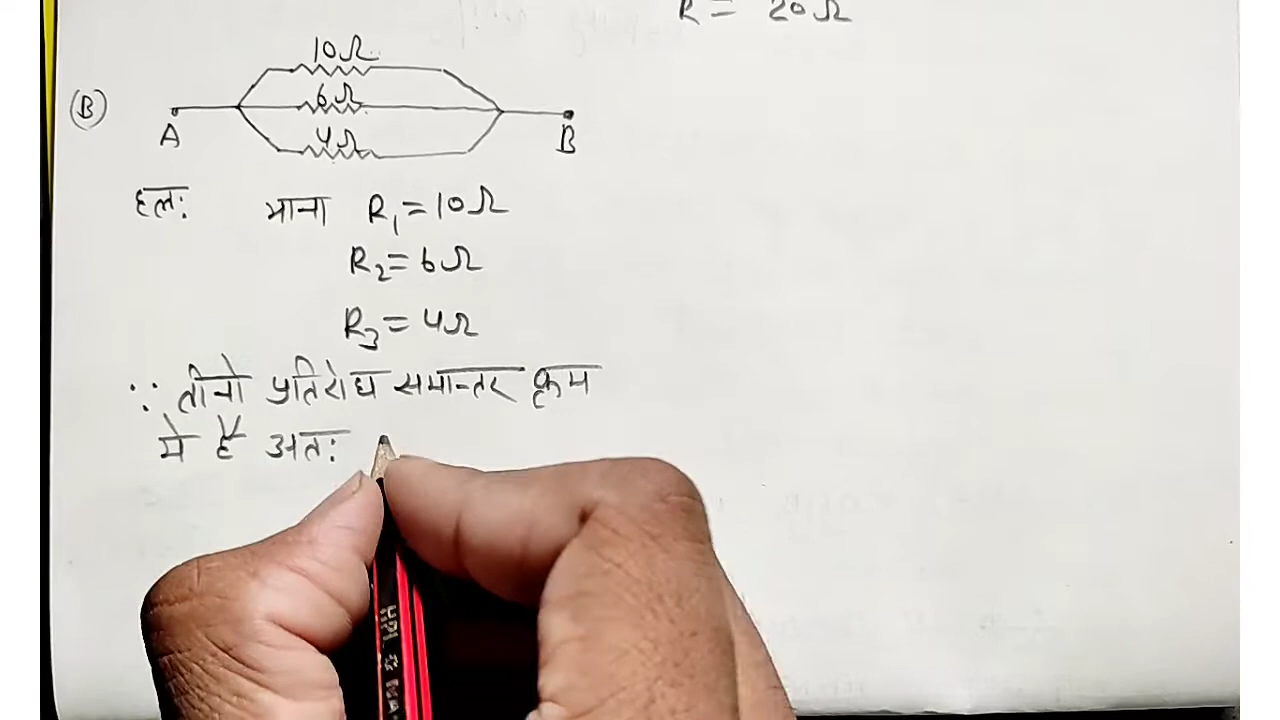 R = 20Ω
10Ω
(B)
6Ω
A
B
4Ω
हल: माना R₁ = 10Ω
R₂ = 6Ω
R₃ = 4Ω
∵ तीनो प्रतिरोध समान्तर क्रम
मे है अत: